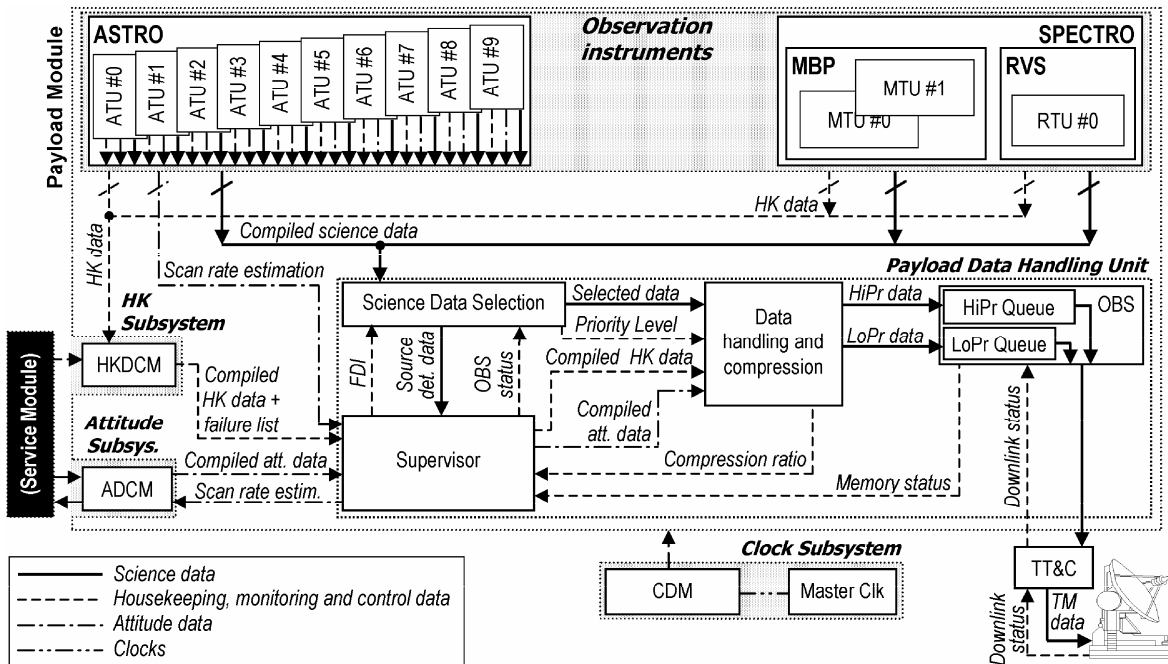 Payload Module
ASTRO
ATU #0
ATU #1
ATU #2
ATU #3
ATU #4
ATU #5
ATU #6
ATU #7
ATU #8
ATU #9
Observation
instruments
SPECTRO
MBP
MTU #1
MTU #0
RVS
RTU #0
HK data
HK data
Compiled science data
Scan rate estimation
Payload Data Handling Unit
HK
Subsystem
Science Data Selection
Selected data
Priority Level
Data
handling and
compression
HiPr data
LoPr data
HiPr Queue
LoPr Queue
OBS
(Service Module)
HKDCM
Compiled
HK data +
failure list
FDI
Source
det. data
OBS
status
Compiled HK data
Compiled
att. data
Attitude
Subsys.
ADCM
Compiled att. data
Scan rate estim.
Supervisor
Compression ratio
Memory status
Downlink status
Clock Subsystem
CDM
Master Clk
TT&C
Downlink
status
TM
data
Science data
Housekeeping, monitoring and control data
Attitude data
Clocks